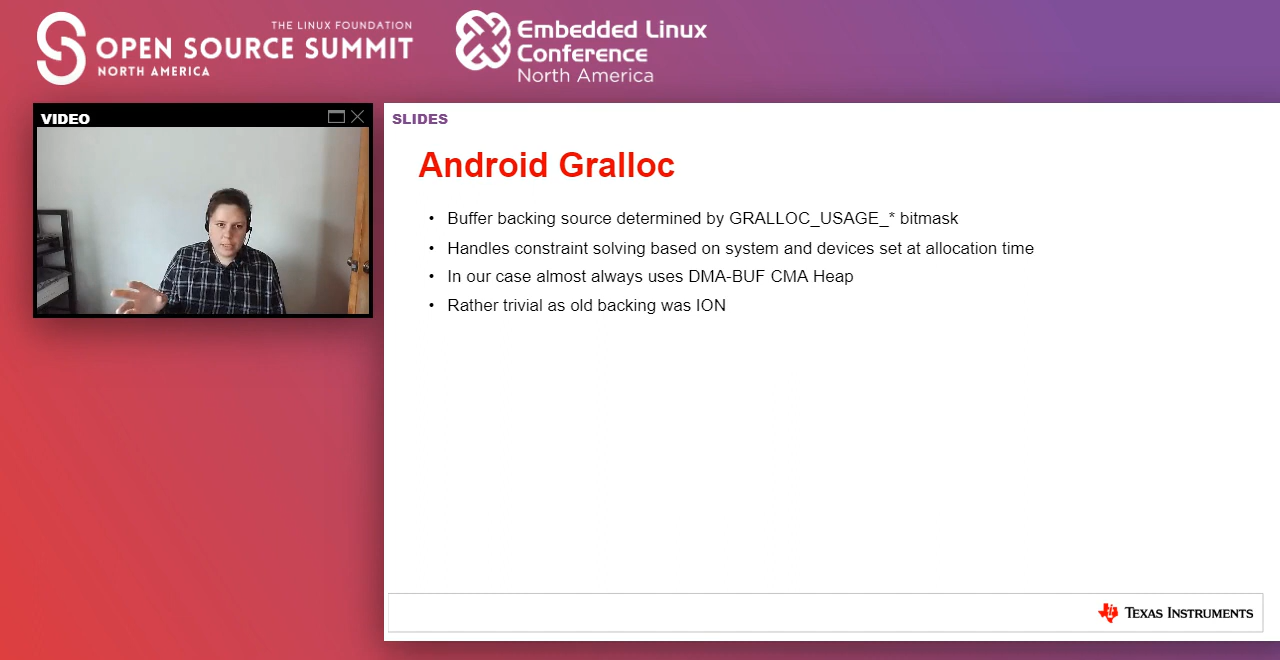 THE LINUX FOUNDATION
OPEN SOURCE SUMMIT
NORTH AMERICA
Embedded Linux
Conference
North America
VIDEO
SLIDES
Android Gralloc
• Buffer backing source determined by GRALLOC_USAGE_* bitmask
• Handles constraint solving based on system and devices set at allocation time
• In our case almost always uses DMA-BUF CMA Heap
• Rather trivial as old backing was ION
TEXAS INSTRUMENTS